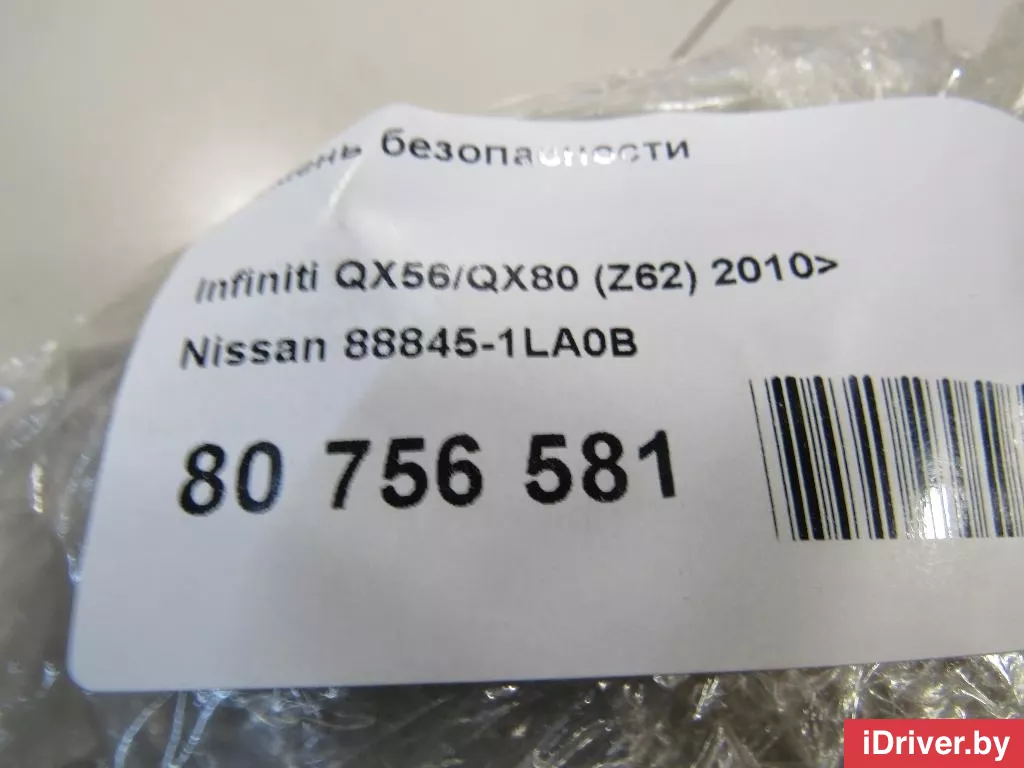 безопасности
Infiniti QX56/QX80 (Z62) 2010>
Nissan 88845-1LA0B
80 756 581
iDriver.by